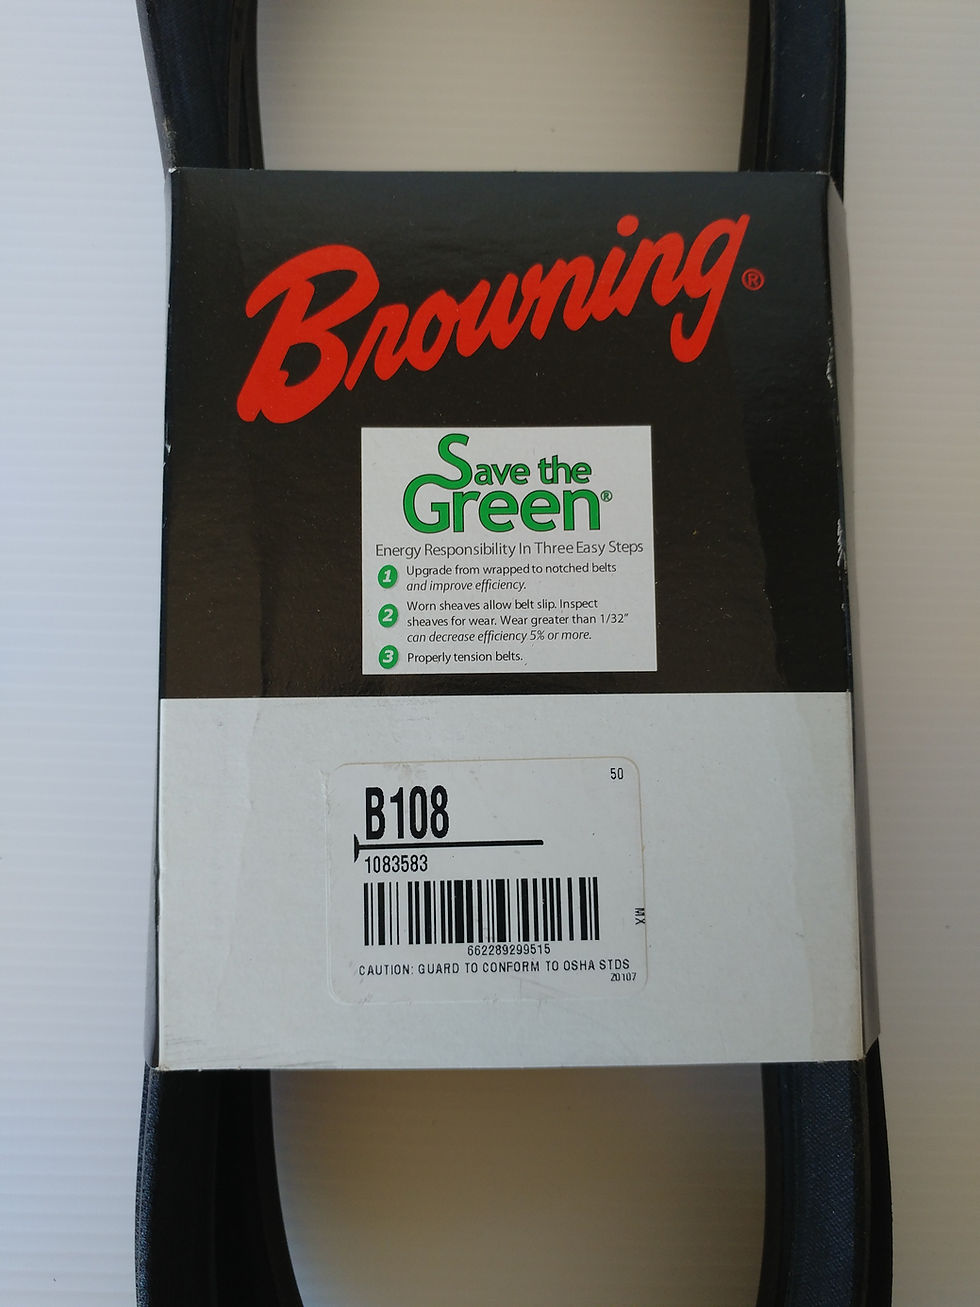 Browning®
Save the
Green®
Energy Responsibility In Three Easy Steps
1 Upgrade from wrapped to notched belts
and improve efficiency.
2 Worn sheaves allow belt slip. Inspect
sheaves for wear. Wear greater than 1/32"
can decrease efficiency 5% or more.
3 Properly tension belts.
50
B108
1083583
MX
662289299515
CAUTION: GUARD TO CONFORM TO OSHA STDS
Z0107